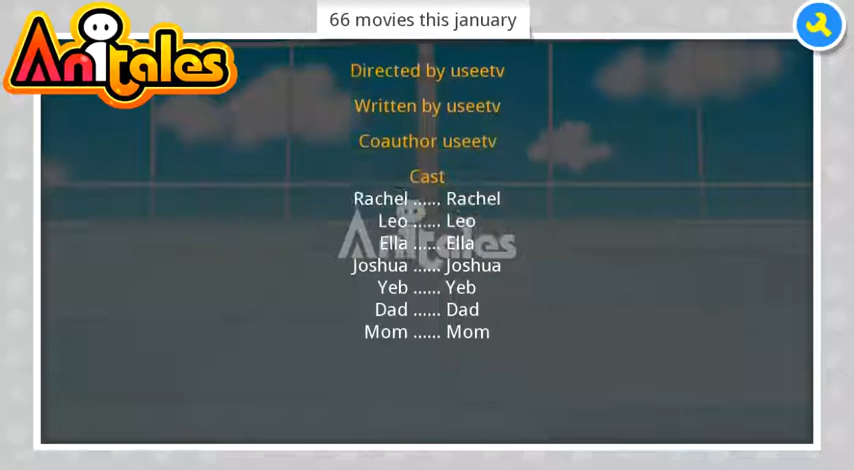 66 movies this january
Anitales
Directed by useetv
Written by useetv
Coauthor useetv
Cast
Rachel ...... Rachel
Leo ...... Leo
Anitales
Ella ...... Ella
Joshua ...... Joshua
Yeb ...... Yeb
Dad ...... Dad
Mom ...... Mom